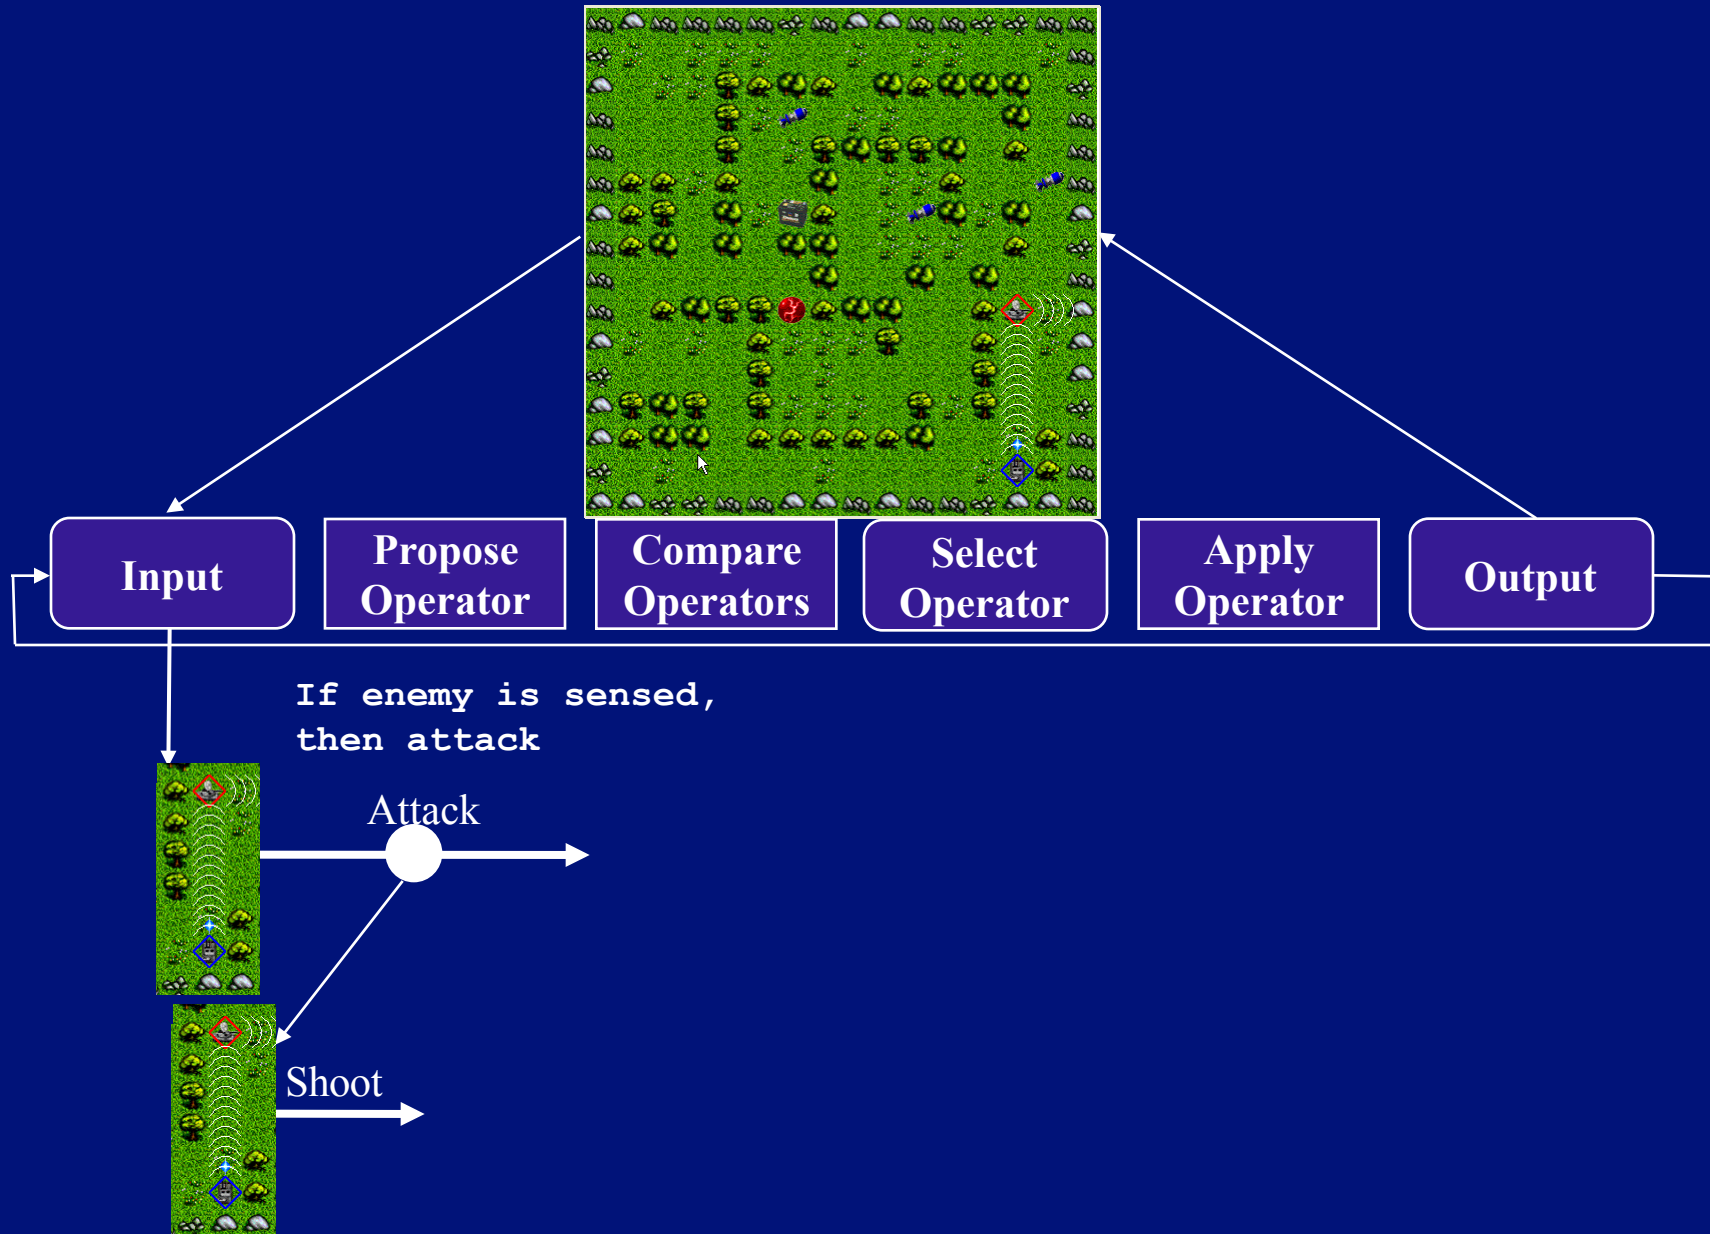 Input
Propose
Operator
Compare
Operators
Select
Operator
Apply
Operator
Output
If enemy is sensed,
then attack
Attack
Shoot